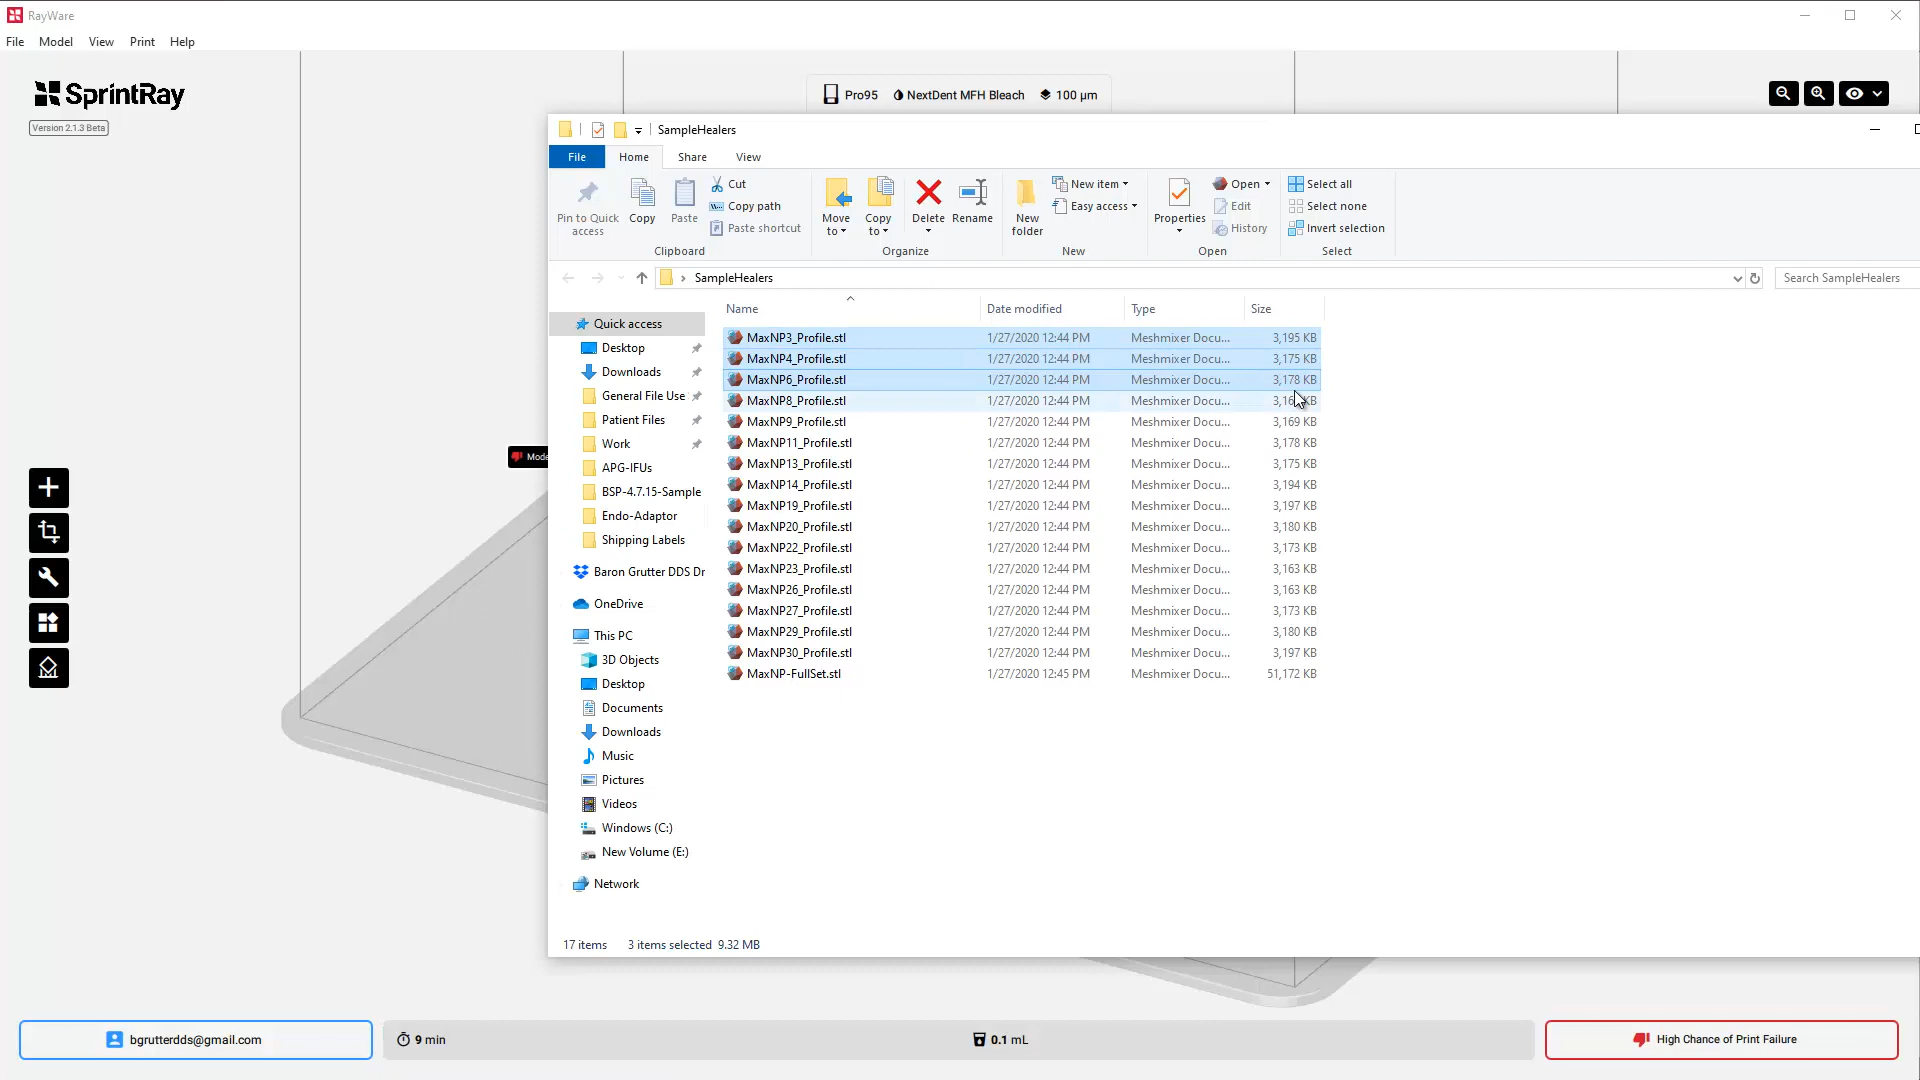 RayWare
File Model View Print Help
SprintRay
Version 2.1.3 Beta
Pro95 NextDent MFH Bleach 100 µm
SampleHealers
File Home Share View
Pin to Quick access
Copy
Paste
Cut
Copy path
Paste shortcut
Clipboard
Move to
Copy to
Delete
Rename
Organize
New folder
New item
Easy access
New
Properties
Open
Edit
History
Open
Select all
Select none
Invert selection
Select
SampleHealers
Search SampleHealers
Name Date modified Type Size
Quick access
Desktop
Downloads
General File Use
Patient Files
Work
APG-IFUs
BSP-4.7.15-Sample
Endo-Adaptor
Shipping Labels
Baron Grutter DDS Dr
OneDrive
This PC
3D Objects
Desktop
Documents
Downloads
Music
Pictures
Videos
Windows (C:)
New Volume (E:)
Network
MaxNP3_Profile.stl 1/27/2020 12:44 PM Meshmixer Docu... 3,195 KB
MaxNP4_Profile.stl 1/27/2020 12:44 PM Meshmixer Docu... 3,175 KB
MaxNP6_Profile.stl 1/27/2020 12:44 PM Meshmixer Docu... 3,178 KB
MaxNP8_Profile.stl 1/27/2020 12:44 PM Meshmixer Docu... KB
MaxNP9_Profile.stl 1/27/2020 12:44 PM Meshmixer Docu... 3,169 KB
MaxNP11_Profile.stl 1/27/2020 12:44 PM Meshmixer Docu... 3,178 KB
MaxNP13_Profile.stl 1/27/2020 12:44 PM Meshmixer Docu... 3,175 KB
MaxNP14_Profile.stl 1/27/2020 12:44 PM Meshmixer Docu... 3,194 KB
MaxNP19_Profile.stl 1/27/2020 12:44 PM Meshmixer Docu... 3,197 KB
MaxNP20_Profile.stl 1/27/2020 12:44 PM Meshmixer Docu... 3,180 KB
MaxNP22_Profile.stl 1/27/2020 12:44 PM Meshmixer Docu... 3,173 KB
MaxNP23_Profile.stl 1/27/2020 12:44 PM Meshmixer Docu... 3,163 KB
MaxNP26_Profile.stl 1/27/2020 12:44 PM Meshmixer Docu... 3,163 KB
MaxNP27_Profile.stl 1/27/2020 12:44 PM Meshmixer Docu... 3,173 KB
MaxNP29_Profile.stl 1/27/2020 12:44 PM Meshmixer Docu... 3,180 KB
MaxNP30_Profile.stl 1/27/2020 12:44 PM Meshmixer Docu... 3,197 KB
MaxNP-FullSet.stl 1/27/2020 12:45 PM Meshmixer Docu... 51,172 KB
Mode
17 items 3 items selected 9.32 MB
bgrutterdds@gmail.com
9 min
0.1 mL
High Chance of Print Failure